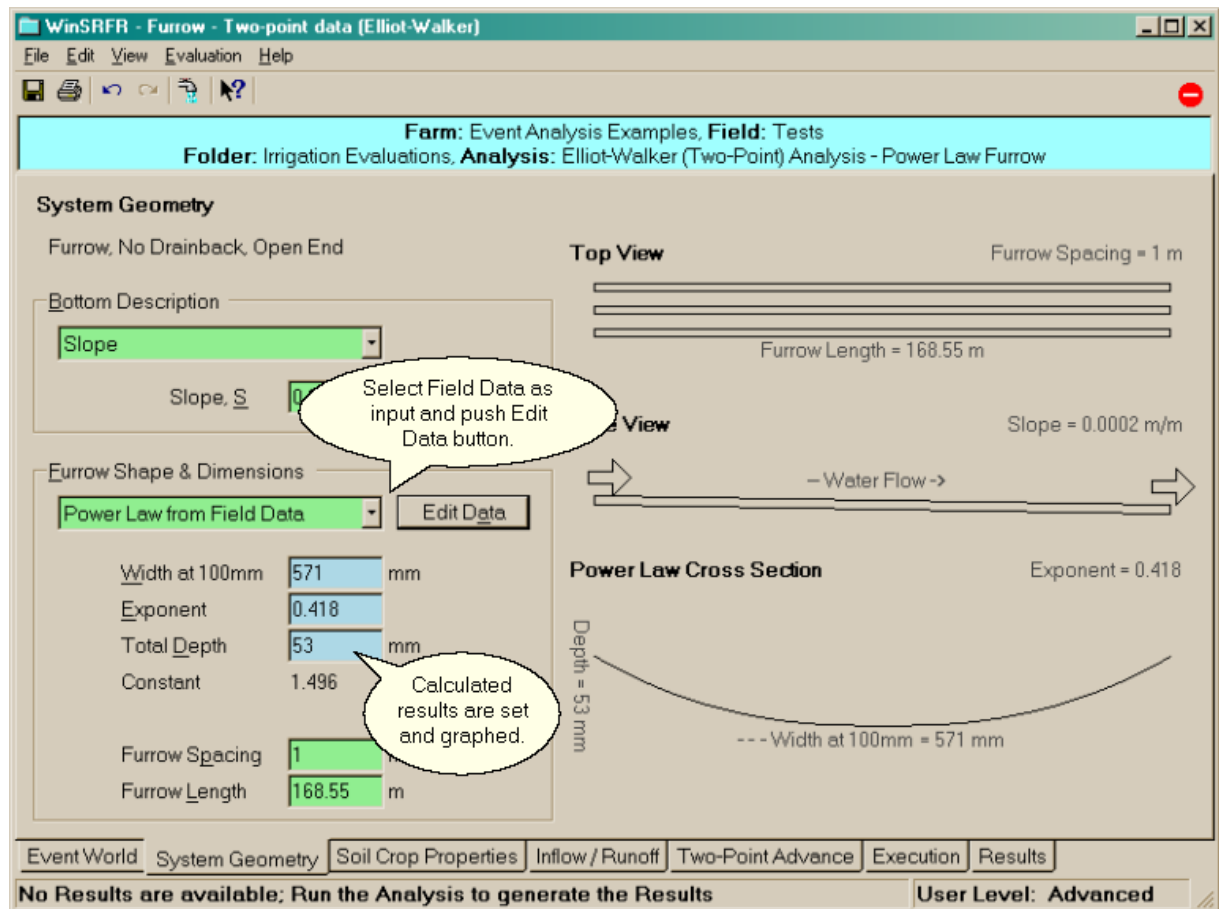 WinSRFR - Furrow - Two-point data (Elliot-Walker)
File Edit View Evaluation Help
Farm: Event Analysis Examples, Field: Tests
Folder: Irrigation Evaluations, Analysis: Elliot-Walker (Two-Point) Analysis - Power Law Furrow
System Geometry
Furrow, No Drainback, Open End
Bottom Description
Slope
Slope, S
Select Field Data as
input and push Edit
Data button.
Furrow Shape & Dimensions
Power Law from Field Data
Edit Data
Width at 100mm 571 mm
Exponent 0.418
Total Depth 53 mm
Constant 1.496
Calculated
results are set
and graphed.
Furrow Spacing 1
Furrow Length 168.55 m
Top View Furrow Spacing = 1 m
Furrow Length = 168.55 m
View Slope = 0.0002 m/m
-- Water Flow ->
Power Law Cross Section Exponent = 0.418
Depth = 53 mm
--- Width at 100mm = 571 mm
Event World System Geometry Soil Crop Properties Inflow / Runoff Two-Point Advance Execution Results
No Results are available; Run the Analysis to generate the Results User Level: Advanced